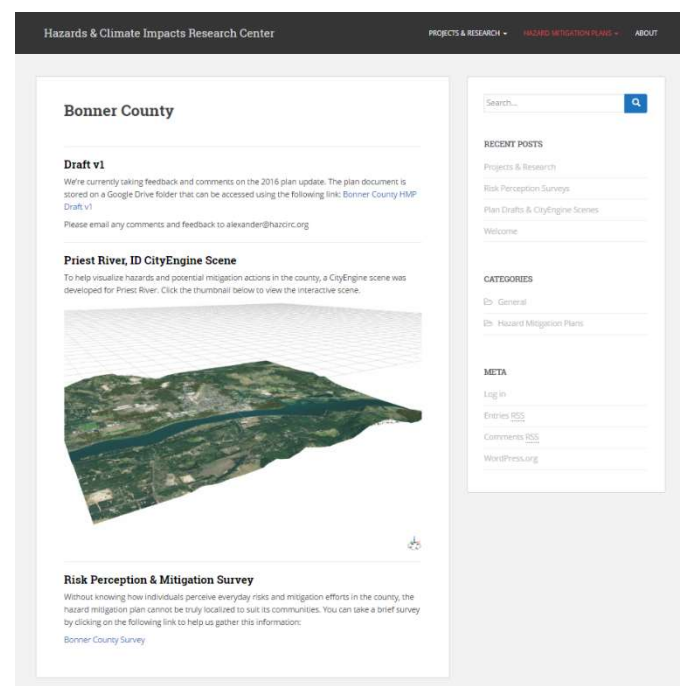 Hazards & Climate Impacts Research Center
PROJECTS & RESEARCH
HAZARD MITIGATION PLANS
ABOUT
Bonner County
Draft v1
We're currently taking feedback and comments on the 2016 plan update. The plan document is
stored on a Google Drive folder that can be accessed using the following link: Bonner County HMP
Draft v1
Please email any comments and feedback to alexander@hazcirc.org
Priest River, ID CityEngine Scene
To help visualize hazards and potential mitigation actions in the county, a CityEngine scene was
developed for Priest River. Click the thumbnail below to view the interactive scene.
Risk Perception & Mitigation Survey
Without knowing how individuals perceive everyday risks and mitigation efforts in the county, the
hazard mitigation plan cannot be truly localized to suit its communities. You can take a brief survey
by clicking on the following link to help us gather this information:
Bonner County Survey
Search...
RECENT POSTS
Projects & Research
Risk Perception Surveys
Plan Drafts & CityEngine Scenes
Welcome
CATEGORIES
General
Hazard Mitigation Plans
META
Log in
Entries RSS
Comments RSS
WordPress.org